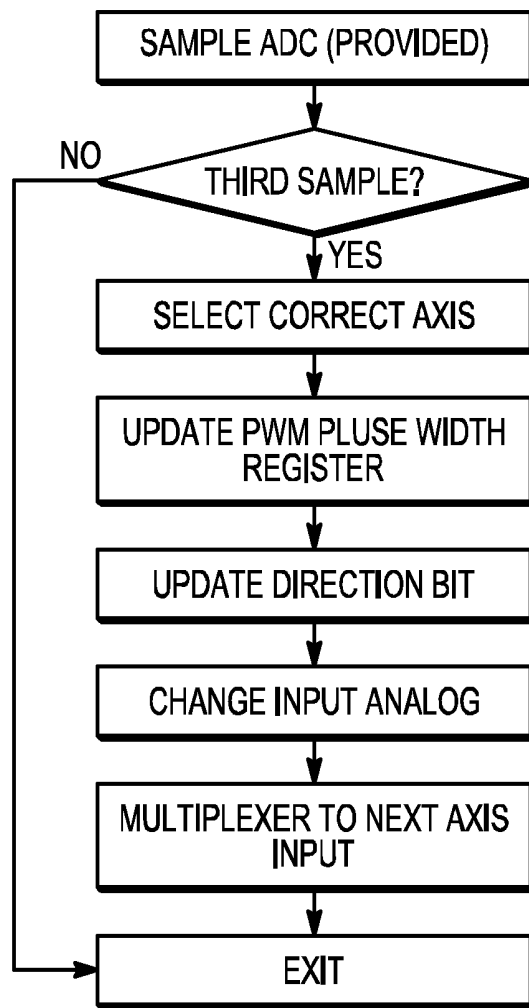 SAMPLE ADC (PROVIDED)
NO
THIRD SAMPLE?
YES
SELECT CORRECT AXIS
UPDATE PWM PLUSE WIDTH
REGISTER
UPDATE DIRECTION BIT
CHANGE INPUT ANALOG
MULTIPLEXER TO NEXT AXIS
INPUT
EXIT